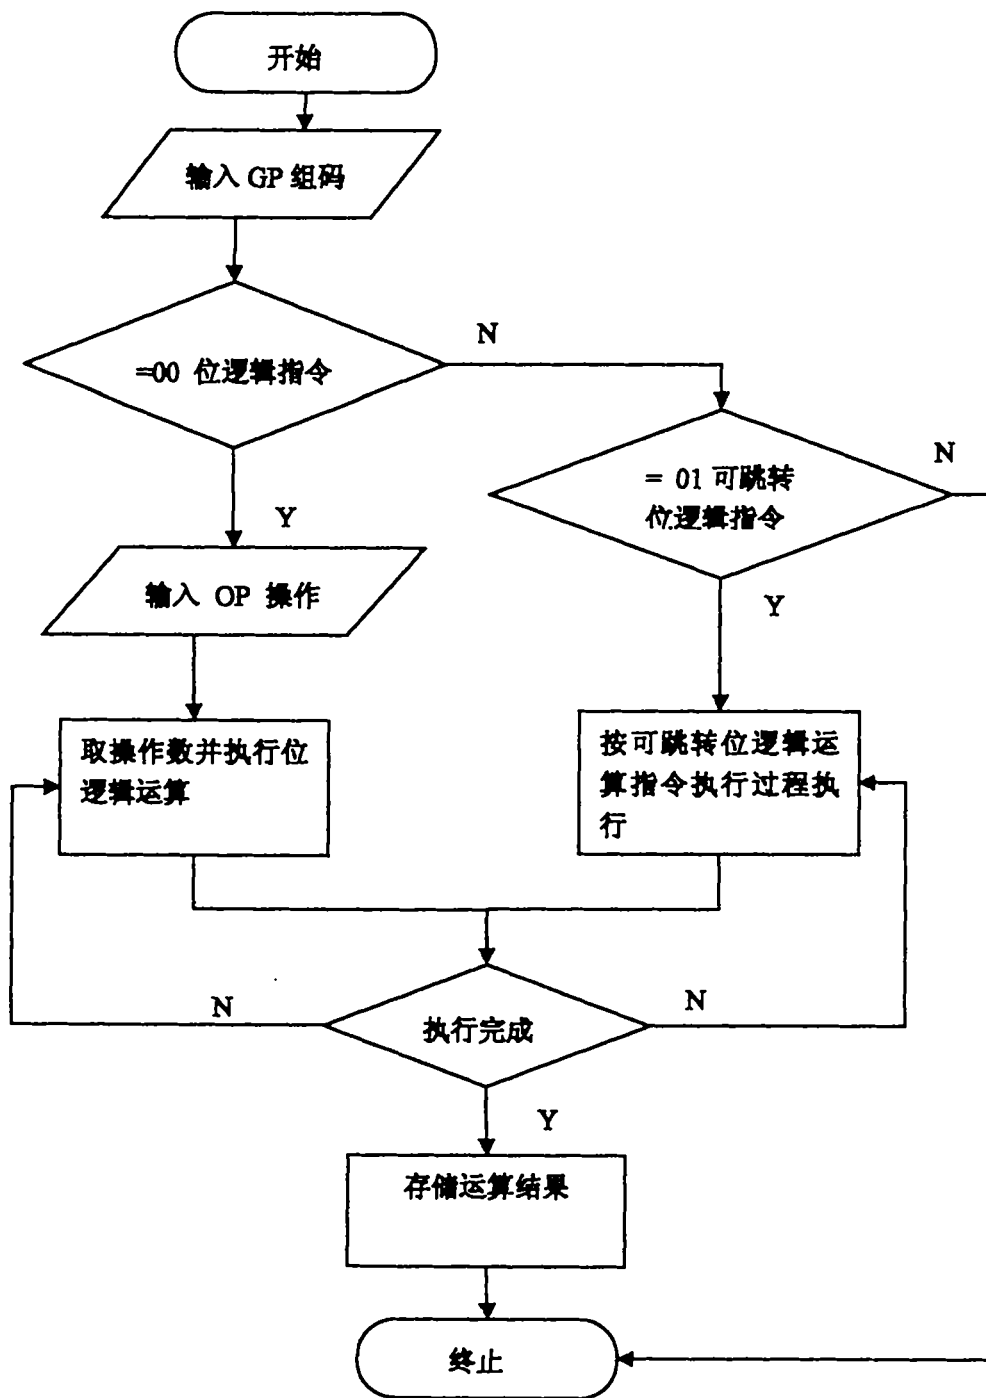 开始
输入 GP 组码
N
=00 位逻辑指令
N
= 01 可跳转
位逻辑指令
Y
输入 OP 操作
Y
取操作数并执行位
逻辑运算
按可跳转位逻辑运
算指令执行过程执
行
N
N
执行完成
Y
存储运算结果
终止